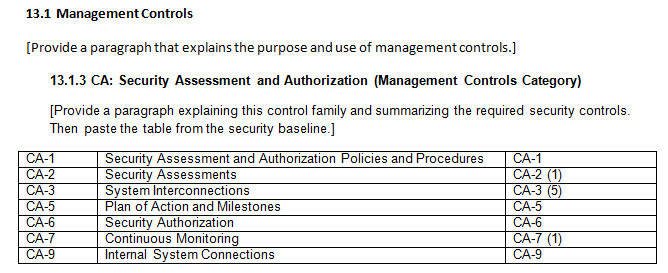 13.1 Management Controls
[Provide a paragraph that explains the purpose and use of management controls.]
13.1.3 CA: Security Assessment and Authorization (Management Controls Category)
[Provide a paragraph explaining this control family and summarizing the required security controls.
Then paste the table from the security baseline.]
CA-1 Security Assessment and Authorization Policies and Procedures CA-1
CA-2 Security Assessments CA-2 (1)
CA-3 System Interconnections CA-3 (5)
CA-5 Plan of Action and Milestones CA-5
CA-6 Security Authorization CA-6
CA-7 Continuous Monitoring CA-7 (1)
CA-9 Internal System Connections CA-9